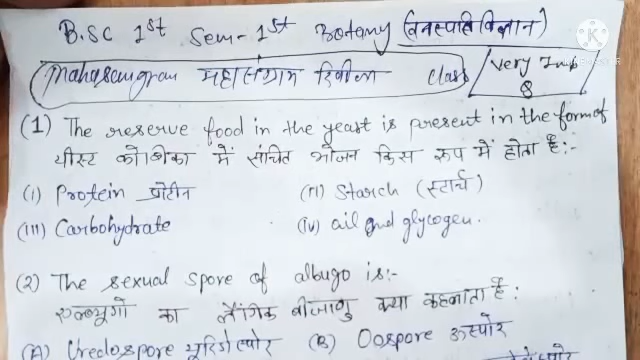 B.SC 1st Sem- 1st Botany (वनस्पति विज्ञान)
Mahasangram महासंग्राम class Very Imp
Q
(1) The reserve food in the yeast is present in the form of
यीस्ट कोशिका में संचित भोजन किस रूप में होता है:-
(i) Protein प्रोटीन (ii) Starch (स्टार्च)
(iii) Carbohydrate (iv) oil and glycogen.
(2) The sexual spore of albugo is:-
एल्ब्यूगो का लैंगिक बीजाणु क्या कहलाता है:
(A) Uredospore यूरिडोस्पोर (B) Oospore ऊस्पोर